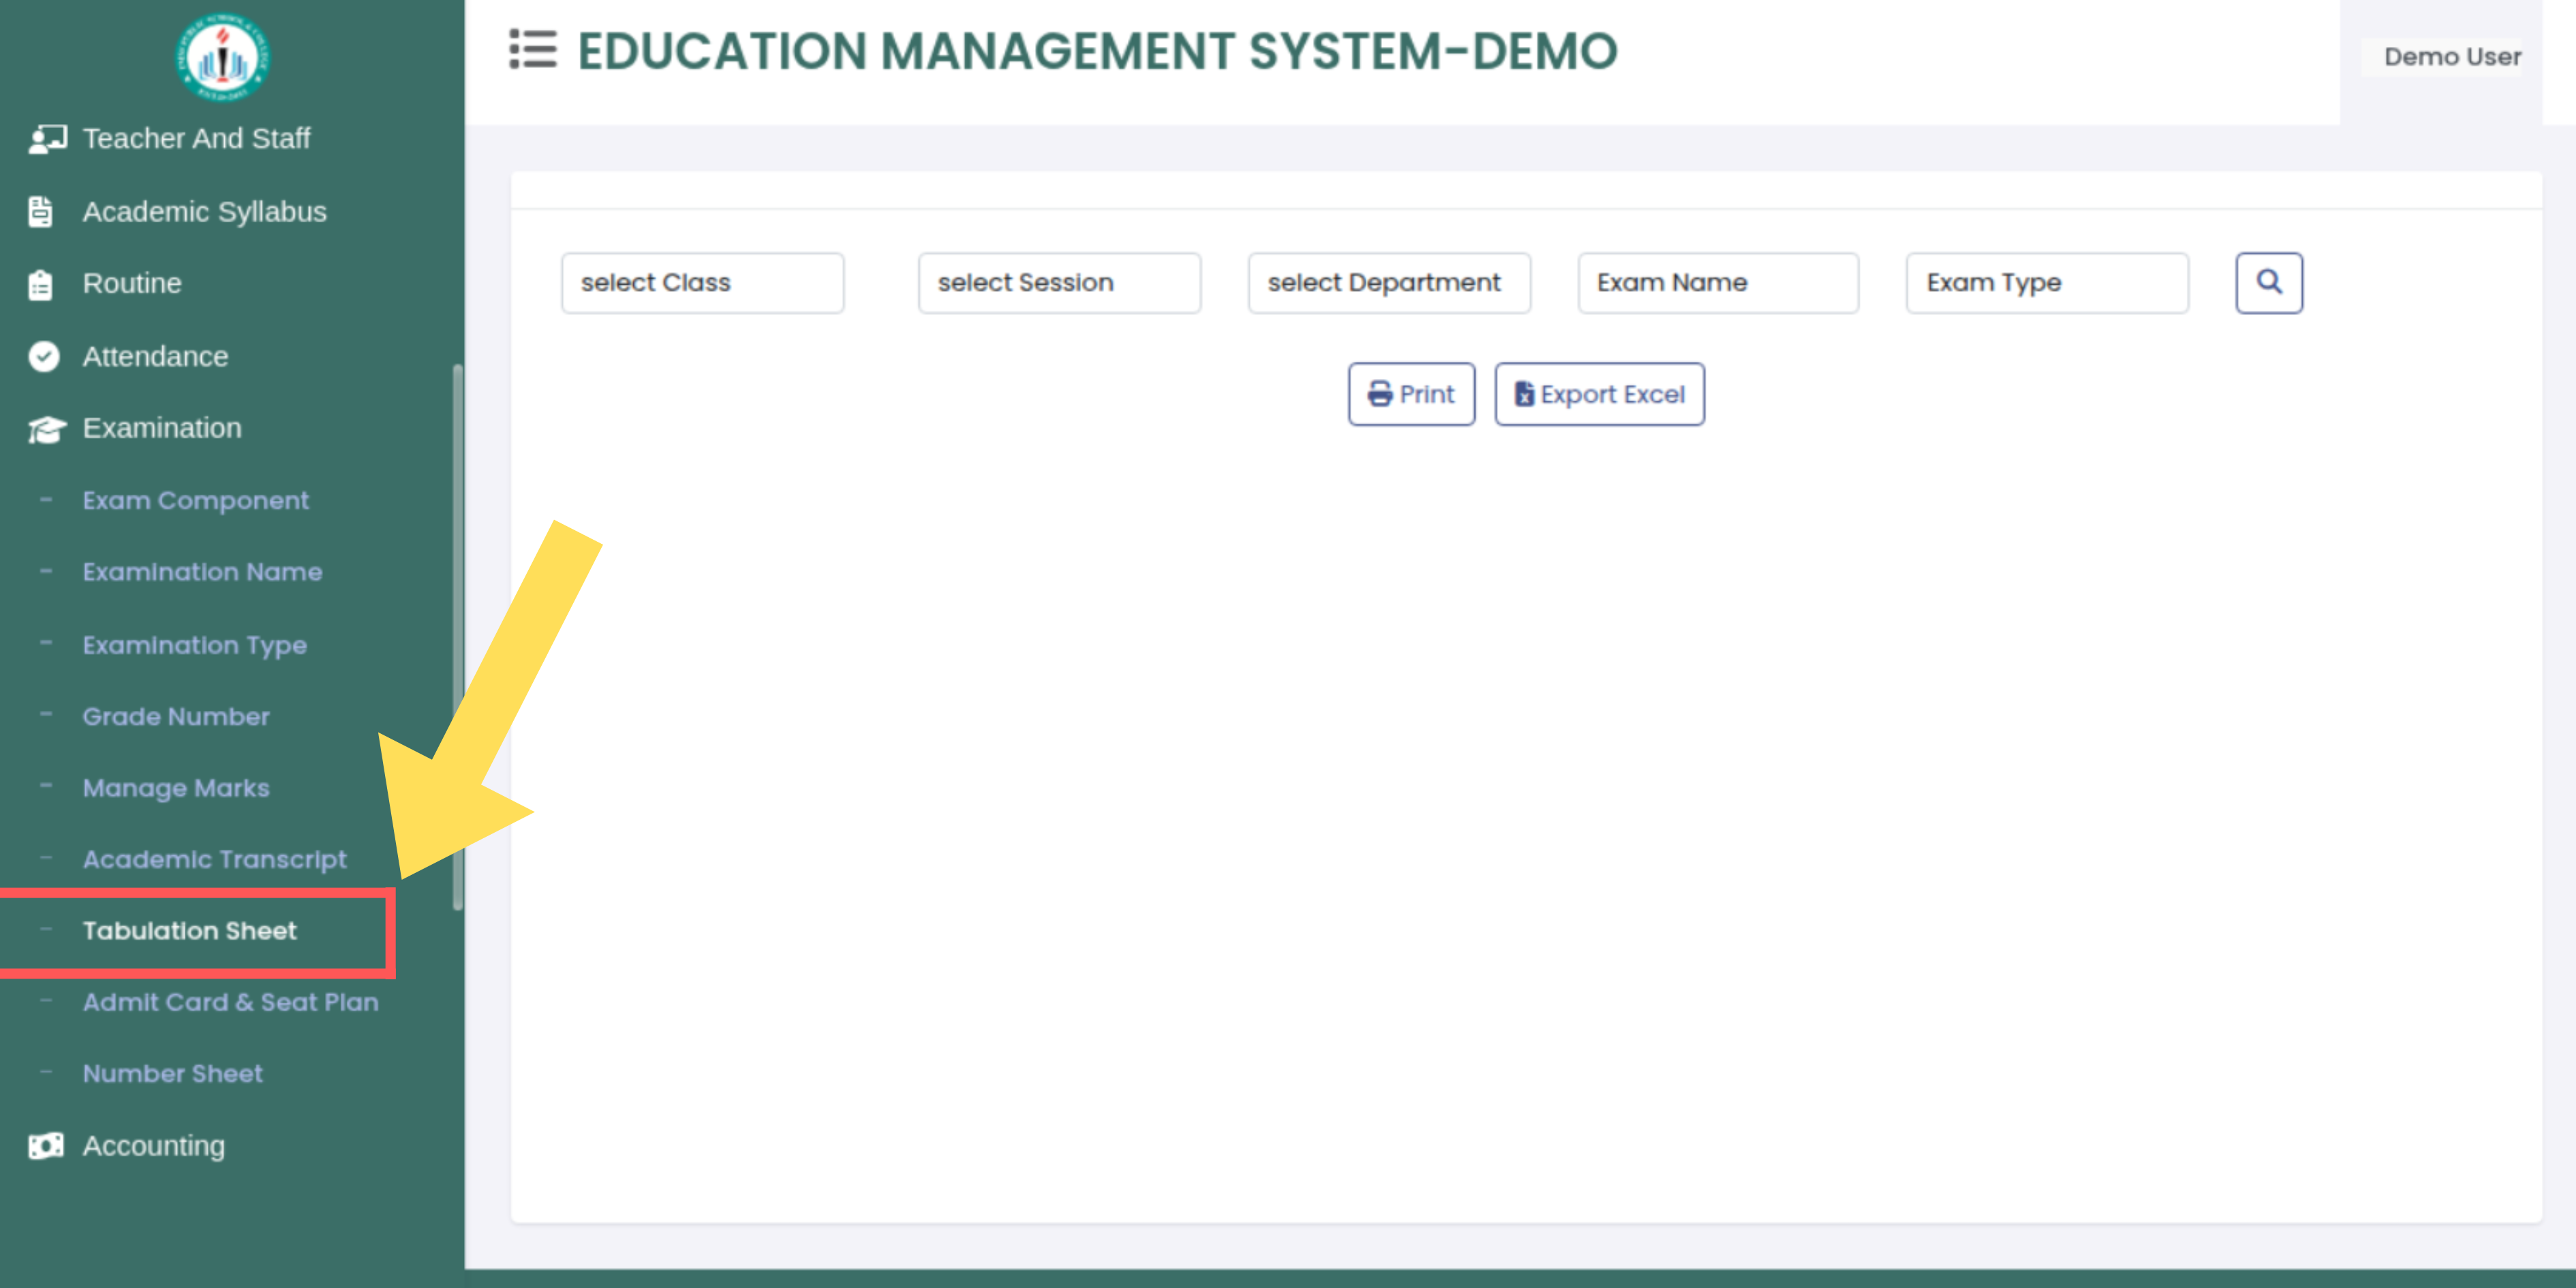 EDUCATION MANAGEMENT SYSTEM-DEMO
Demo User
Teacher And Staff
Academic Syllabus
Routine
Attendance
Examination
Exam Component
Examination Name
Examination Type
Grade Number
Manage Marks
Academic Transcript
Tabulation Sheet
Admit Card & Seat Plan
Number Sheet
Accounting
select Class
select Session
select Department
Exam Name
Exam Type
Print
Export Excel